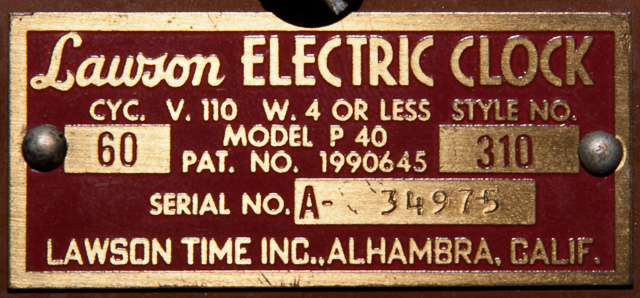 Lawson ELECTRIC CLOCK
CYC. V. 110 W. 4 OR LESS STYLE NO.
60 MODEL P 40 310
PAT. NO. 1990645
SERIAL NO. A- 34975
LAWSON TIME INC., ALHAMBRA, CALIF.